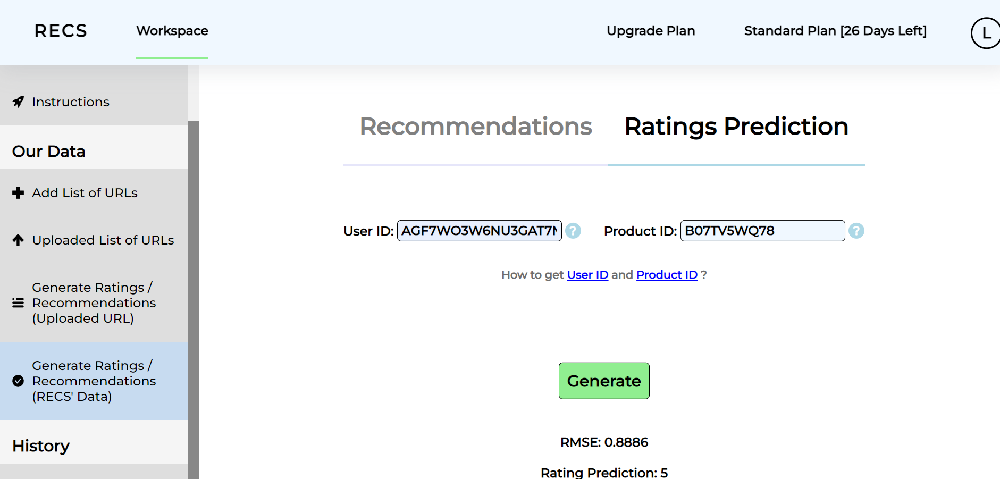 RECS
Workspace
Upgrade Plan
Standard Plan [26 Days Left]
L
Instructions
Our Data
Add List of URLs
Uploaded List of URLs
Generate Ratings /
Recommendations
(Uploaded URL)
Generate Ratings /
Recommendations
(RECS' Data)
History
Recommendations
Ratings Prediction
User ID: AGF7WO3W6NU3GAT7 ?
Product ID: B07TV5WQ78 ?
How to get User ID and Product ID ?
Generate
RMSE: 0.8886
Rating Prediction: 5